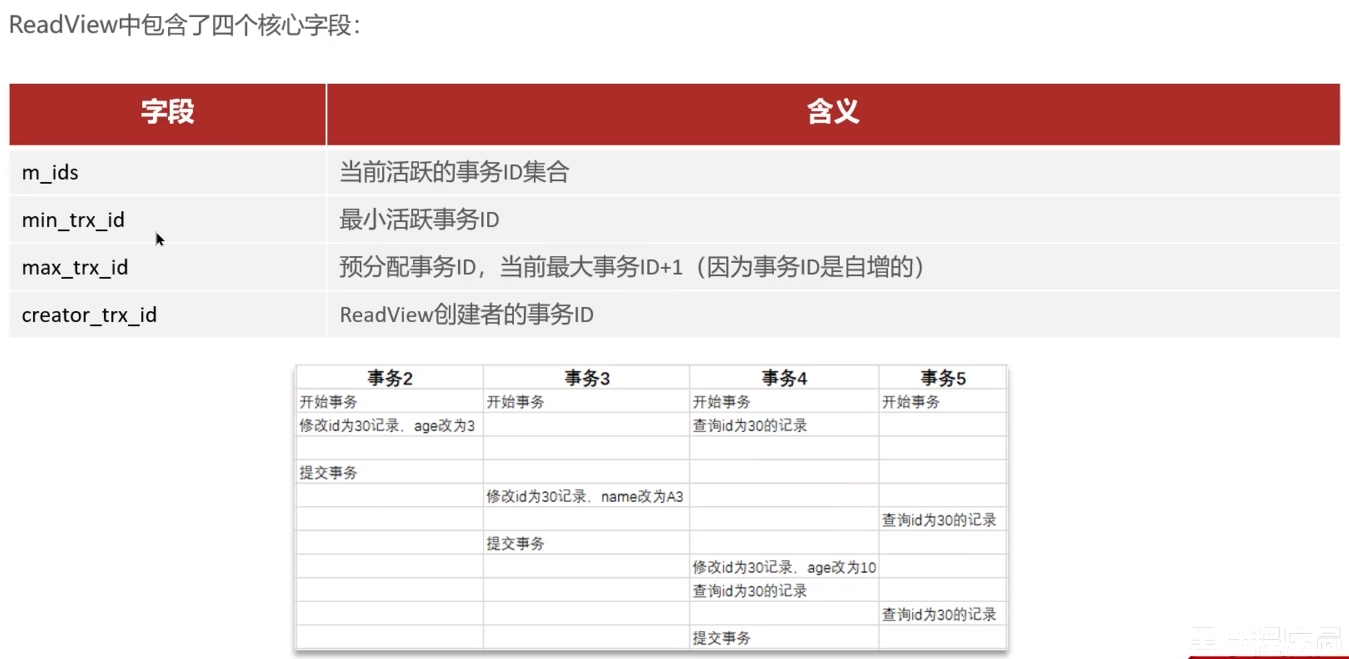 ReadView中包含了四个核心字段：
字段 含义
m_ids 当前活跃的事务ID集合
min_trx_id 最小活跃事务ID
max_trx_id 预分配事务ID，当前最大事务ID+1（因为事务ID是自增的）
creator_trx_id ReadView创建者的事务ID
事务2 事务3 事务4 事务5
开始事务 开始事务 开始事务 开始事务
修改id为30记录，age改为3 查询id为30的记录
提交事务
修改id为30记录，name改为A3
查询id为30的记录
提交事务
修改id为30记录，age改为10
查询id为30的记录
查询id为30的记录
提交事务